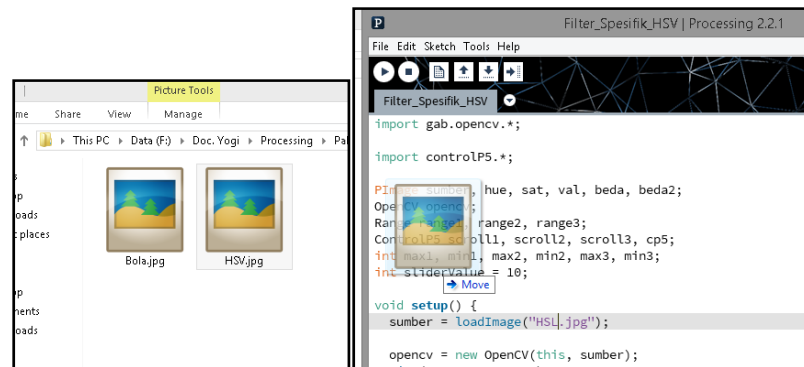 Picture Tools
me Share View Manage
This PC Data (F:) Doc. Yogi Processing Pal
oads
t places
Bola.jpg HSV.jpg
ments
oads
P Filter_Spesifik_HSV | Processing 2.2.1
File Edit Sketch Tools Help
Filter_Spesifik_HSV
import gab.opencv.*;
import controlP5.*;
PImage sumber, hue, sat, val, beda, beda2;
OpenCV opencv;
Range range1, range2, range3;
ControlP5 scroll1, scroll2, scroll3, cp5;
int max1, min1, max2, min2, max3, min3;
int sliderValue = 10;
Move
void setup() {
sumber = loadImage("HSL.jpg");
opencv = new OpenCV(this, sumber);